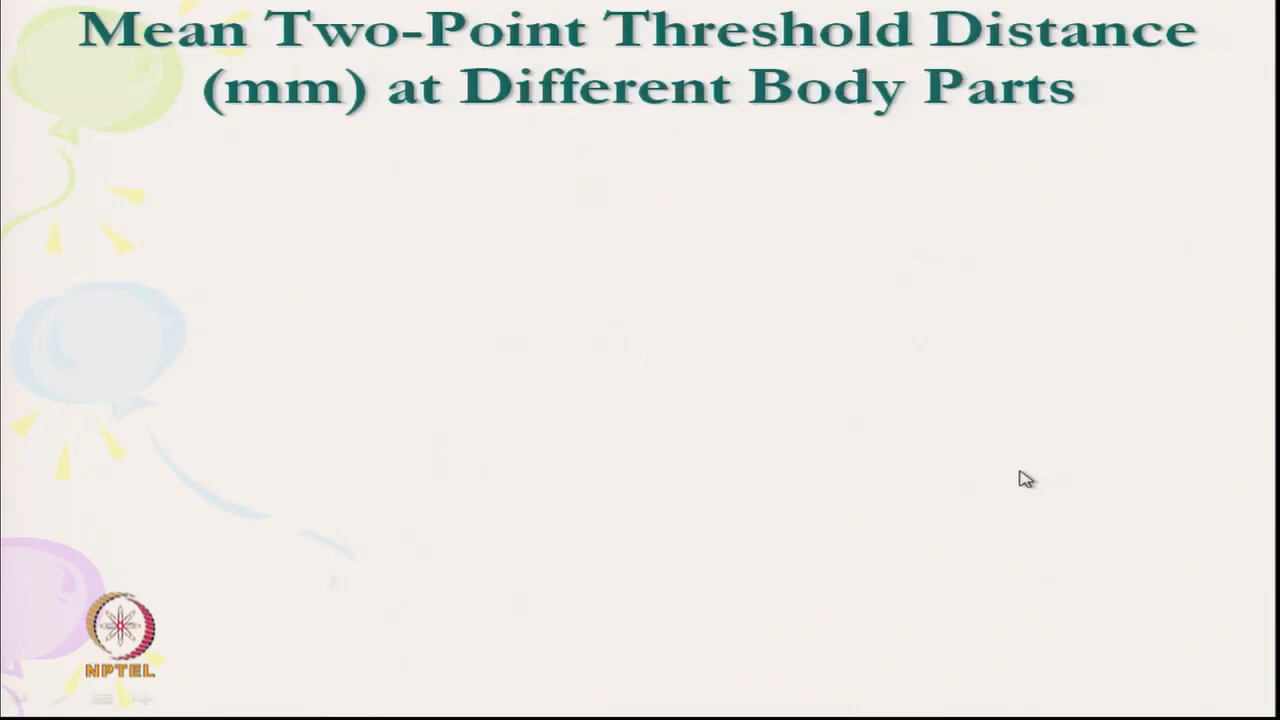 Mean Two-Point Threshold Distance
(mm) at Different Body Parts
NPTEL